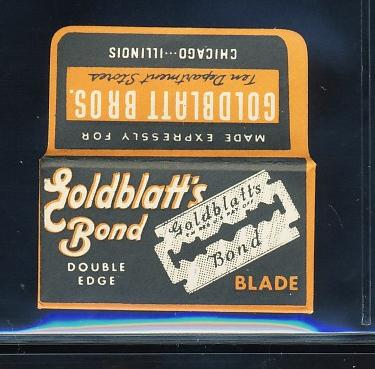 MADE EXPRESSLY FOR
GOLDBLATT BROS.
Ten Department Stores
CHICAGO···ILLINOIS
Goldblatt's
Bond
DOUBLE
EDGE
Goldblatt's
Bond
BLADE